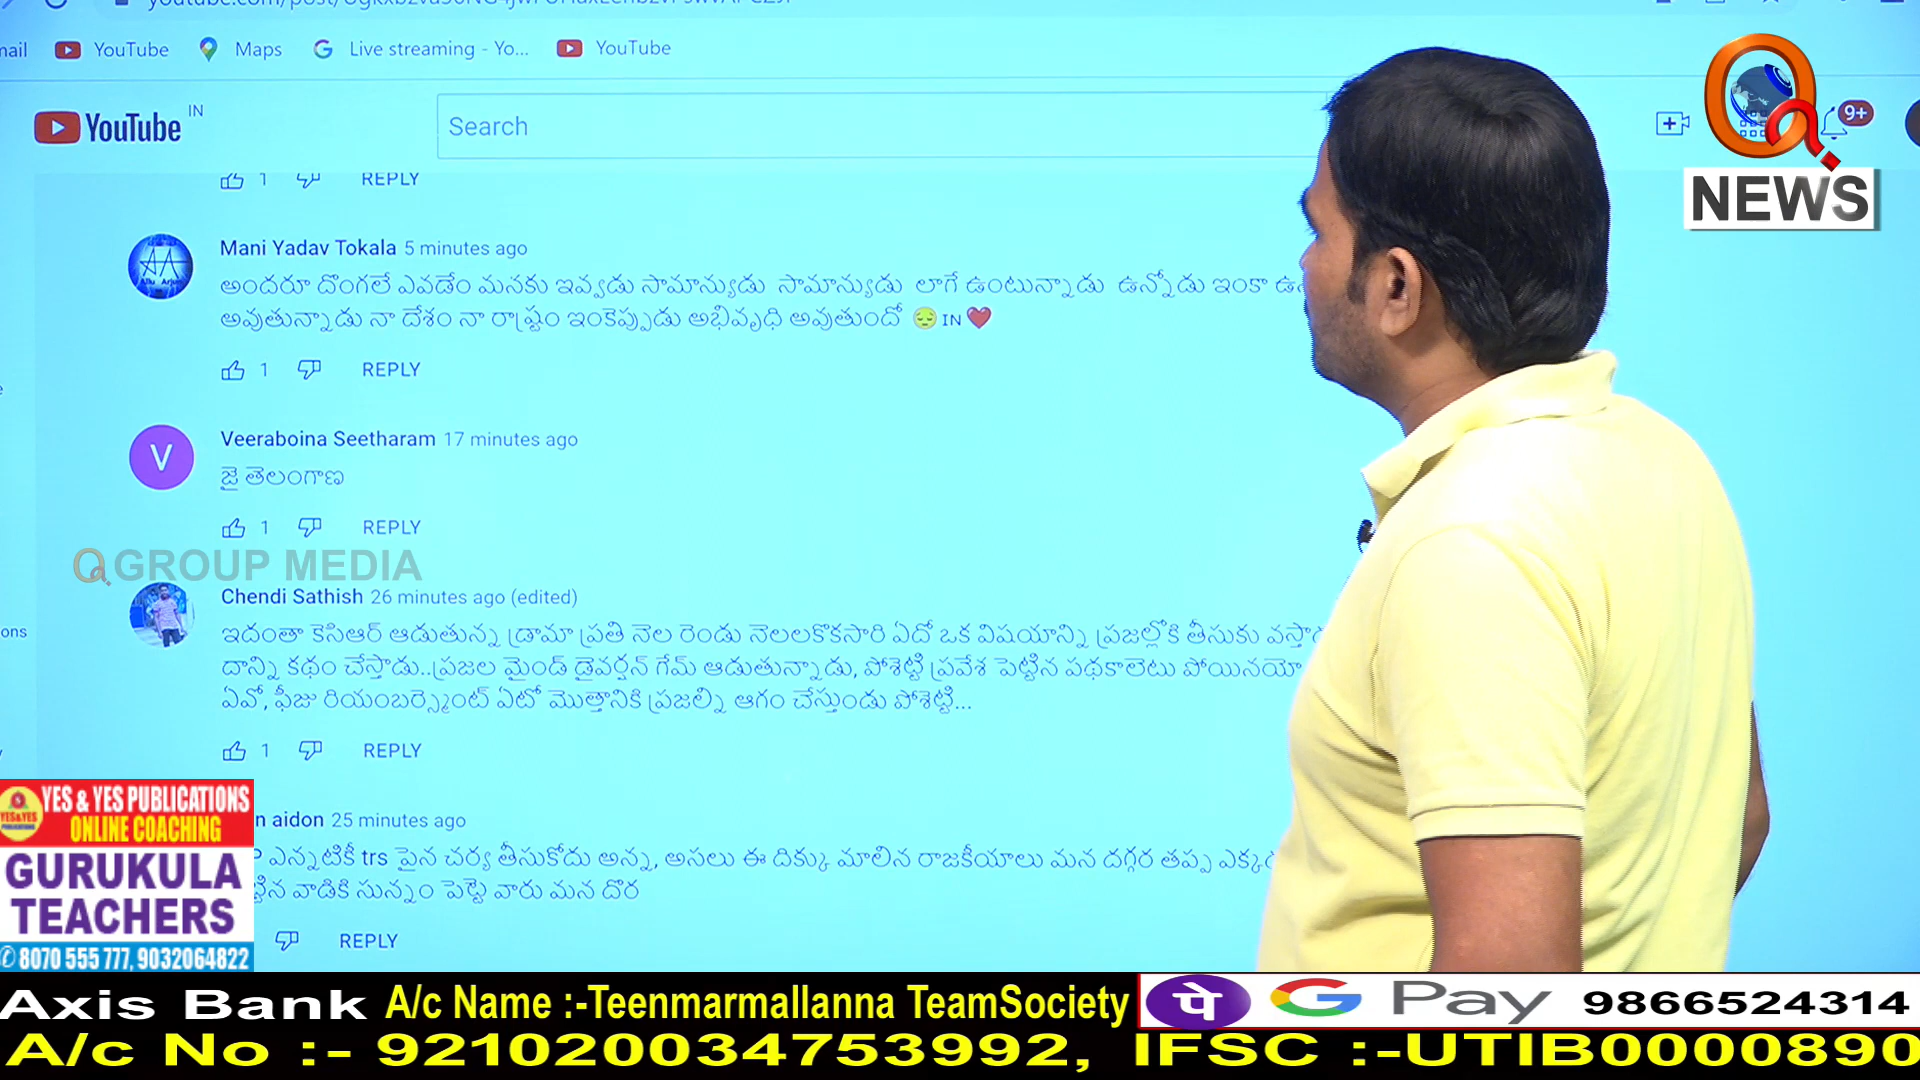 YouTube
Maps
Live streaming - Yo...
YouTube
YouTube IN
Search
9+
NEWS
1 REPLY
Mani Yadav Tokala 5 minutes ago
అందరూ దొంగలే ఎవడేం మనకు ఇవ్వడు సామాన్యుడు సామాన్యుడు లాగే ఉంటున్నాడు ఉన్నోడు ఇంకా
అవుతున్నాడు నా దేశం నా రాష్ట్రం ఇంకెప్పుడు అభివృధి అవుతుందో 😔IN❤️
1 REPLY
Veeraboina Seetharam 17 minutes ago
V
జై తెలంగాణ
1 REPLY
Q GROUP MEDIA
Chendi Sathish 26 minutes ago (edited)
ఇదంతా కెసిఆర్ ఆడుతున్న డ్రామా ప్రతి నెల రెండు నెలలకొకసారి ఏదో ఒక విషయాన్ని ప్రజల్లోకి తీసుకు
దాన్ని కథం చేస్తాడు..ప్రజల మైండ్ డైవర్షన్ గేమ్ ఆడుతున్నాడు, పోశెట్టి ప్రవేశ పెట్టిన పథకాలెటు పోయినయో
ఏవో, ఫీజు రియంబర్స్మెంట్ ఏటో మొత్తానికి ప్రజల్ని ఆగం చేస్తుండు పోశెట్టి...
1 REPLY
aidon 25 minutes ago
ఎన్నటికీ trs పైన చర్య తీసుకోదు అన్న, అసలు ఈ దిక్కు మాలిన రాజకీయాలు మన దగ్గర తప్ప
వాడికి సున్నం పెట్టె వారు మన దొర
REPLY
YES & YES PUBLICATIONS
ONLINE COACHING
GURUKULA
TEACHERS
8070 555 777, 9032064822
Axis Bank A/c Name :-Teenmarmallanna TeamSociety पे G Pay 9866524314
A/c No :- 921020034753992, IFSC :-UTIB0000890